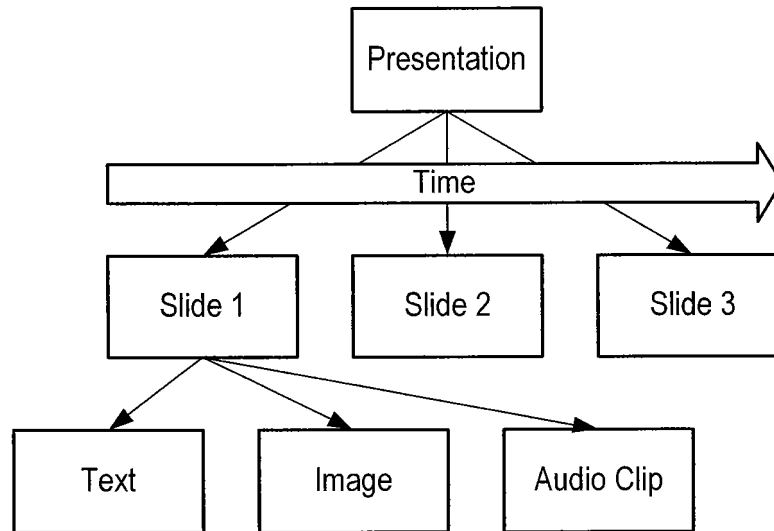 Presentation
Time
Slide 1
Slide 2
Slide 3
Text
Image
Audio Clip